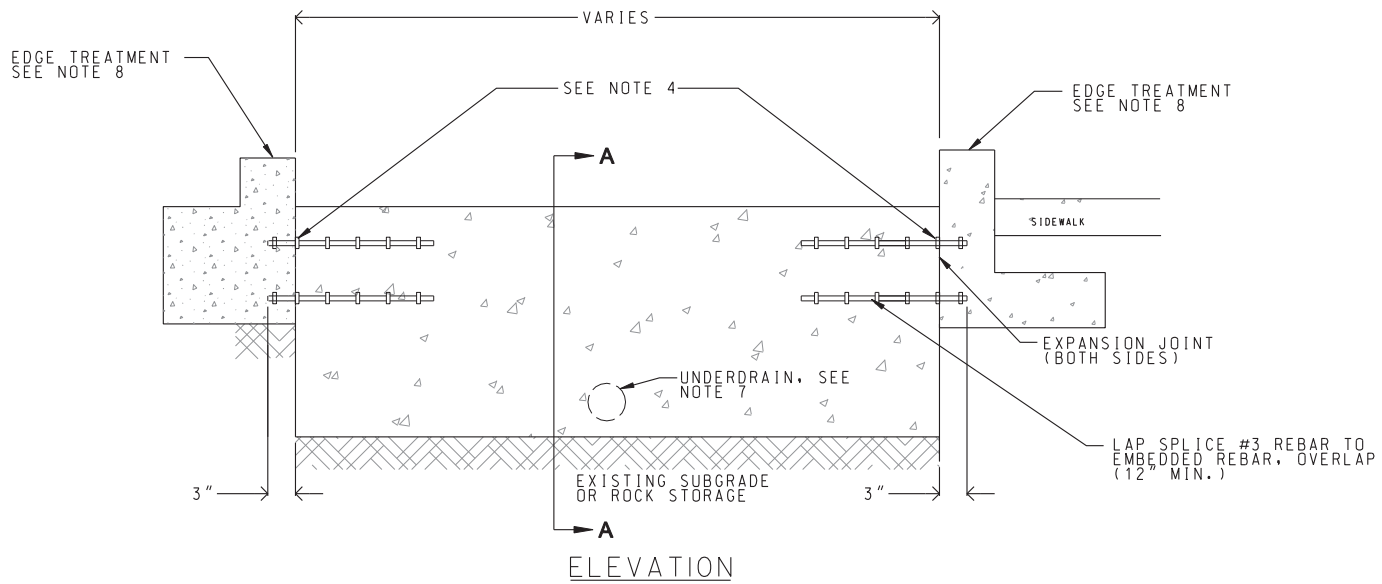 VARIES
EDGE TREATMENT
SEE NOTE 8
SEE NOTE 4
EDGE TREATMENT
SEE NOTE 8
A
SIDEWALK
EXPANSION JOINT
(BOTH SIDES)
UNDERDRAIN, SEE
NOTE 7
LAP SPLICE #3 REBAR TO
EMBEDDED REBAR, OVERLAP
(12" MIN.)
3"
EXISTING SUBGRADE
OR ROCK STORAGE
3"
A
ELEVATION